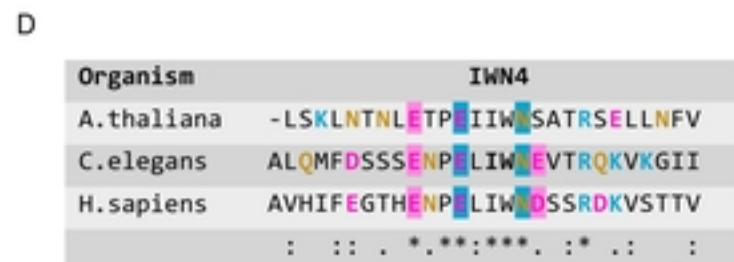 D
Organism IWN4
A.thaliana -LSKLNTNLETPEIIWNSATRSELLNFV
C.elegans ALQMFDSSSENPELIWNEVTRQKVKGII
H.sapiens AVHIFEGTHENPELIWNDSSRDKVSTTV
: :: . *.**:***. :* .: :